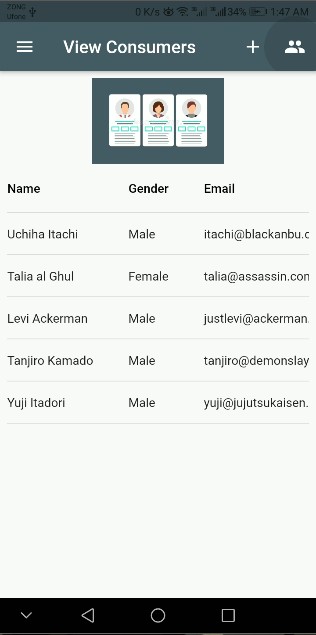 ZONG
Ufone
0 K/s 34% 1:47 AM
View Consumers
Name Gender Email
Uchiha Itachi Male itachi@blackanbu.c
Talia al Ghul Female talia@assassin.con
Levi Ackerman Male justlevi@ackerman.
Tanjiro Kamado Male tanjiro@demonslay
Yuji Itadori Male yuji@jujutsukaisen.